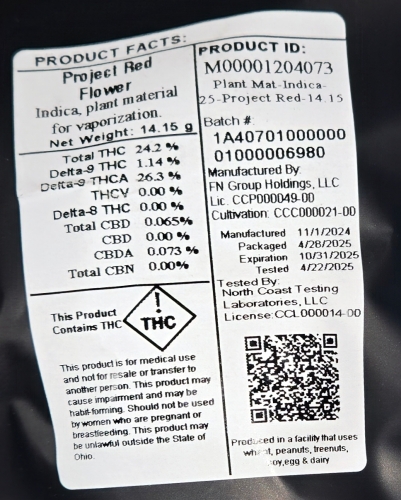 PRODUCT FACTS:
Project Red
Flower
Indica, plant material
for vaporization.
Net Weight: 14.15 g
Total THC 24.2 %
Delta-9 THC 1.14 %
Delta-9 THCA 26.3 %
THCV 0.00 %
Delta-8 THC 0.00 %
Total CBD 0.065%
CBD 0.00 %
CBDA 0.073 %
Total CBN 0.00%
This Product
Contains THC
!
THC
This product is for medical use
and not for resale or transfer to
another person. This product may
cause impairment and may be
habit-forming. Should not be used
by women who are pregnant or
breastfeeding. This product may
be unlawful outside the State of
Ohio.
PRODUCT ID:
M00001204073
Plant Mat-Indica-
25-Project Red-14.15
Batch #:
1A40701000000
01000006980
Manufactured By:
FN Group Holdings, LLC
Lic. CCP000049-00
Cultivation: CCC000021-00
Manufactured 11/1/2024
Packaged 4/28/2025
Expiration 10/31/2025
Tested 4/22/2025
Tested By:
North Coast Testing
Laboratories, LLC
License:CCL000014-00
Produced in a facility that uses
wheat, peanuts, treenuts,
soy,egg & dairy